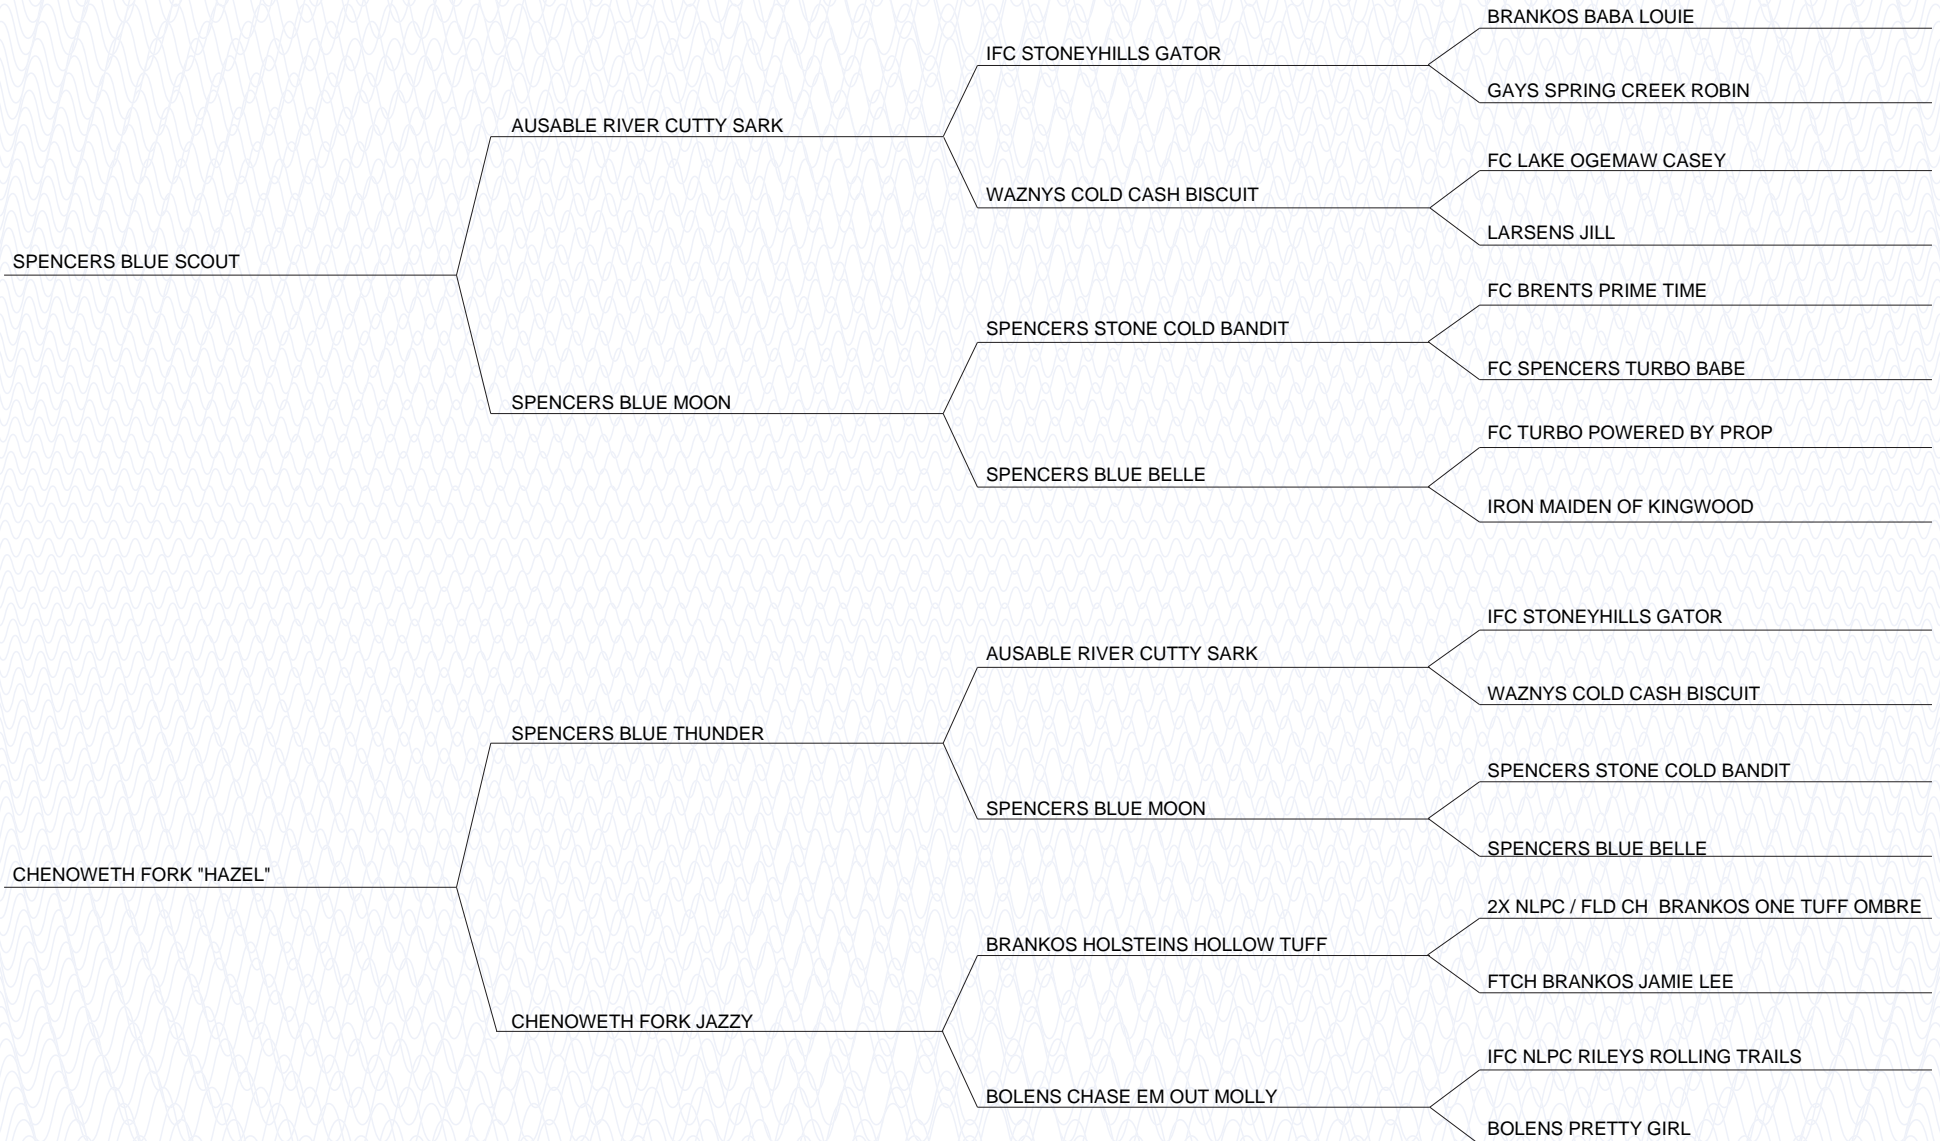 BRANKOS BABA LOUIE
IFC STONEYHILLS GATOR
GAYS SPRING CREEK ROBIN
AUSABLE RIVER CUTTY SARK
FC LAKE OGEMAW CASEY
WAZNYS COLD CASH BISCUIT
LARSENS JILL
SPENCERS BLUE SCOUT
FC BRENTS PRIME TIME
SPENCERS STONE COLD BANDIT
FC SPENCERS TURBO BABE
SPENCERS BLUE MOON
FC TURBO POWERED BY PROP
SPENCERS BLUE BELLE
IRON MAIDEN OF KINGWOOD
IFC STONEYHILLS GATOR
AUSABLE RIVER CUTTY SARK
WAZNYS COLD CASH BISCUIT
SPENCERS BLUE THUNDER
SPENCERS STONE COLD BANDIT
SPENCERS BLUE MOON
SPENCERS BLUE BELLE
CHENOWETH FORK "HAZEL"
2X NLPC / FLD CH  BRANKOS ONE TUFF OMBRE
BRANKOS HOLSTEINS HOLLOW TUFF
FTCH BRANKOS JAMIE LEE
CHENOWETH FORK JAZZY
IFC NLPC RILEYS ROLLING TRAILS
BOLENS CHASE EM OUT MOLLY
BOLENS PRETTY GIRL